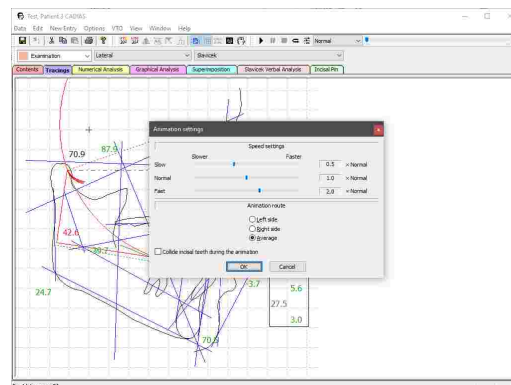 Test, Patient J CADIAS
Data Edit New Entry Options VTO View Window Help
Normal
Examination Lateral Slavicek
Contents Tracings Numerical Analysis Graphical Analysis Superimposition Slavicek Verbal Analysis Incisal Pin
Animation settings
Speed settings
Slower Faster
Slow 0.5 × Normal
Normal 1.0 × Normal
Fast 2.0 × Normal
Animation route
Left side
Right side
Average
Collide incisal teeth during the animation
OK Cancel
87.9
70.9
42.6
24.7
3.7
5.6
27.5
3.0